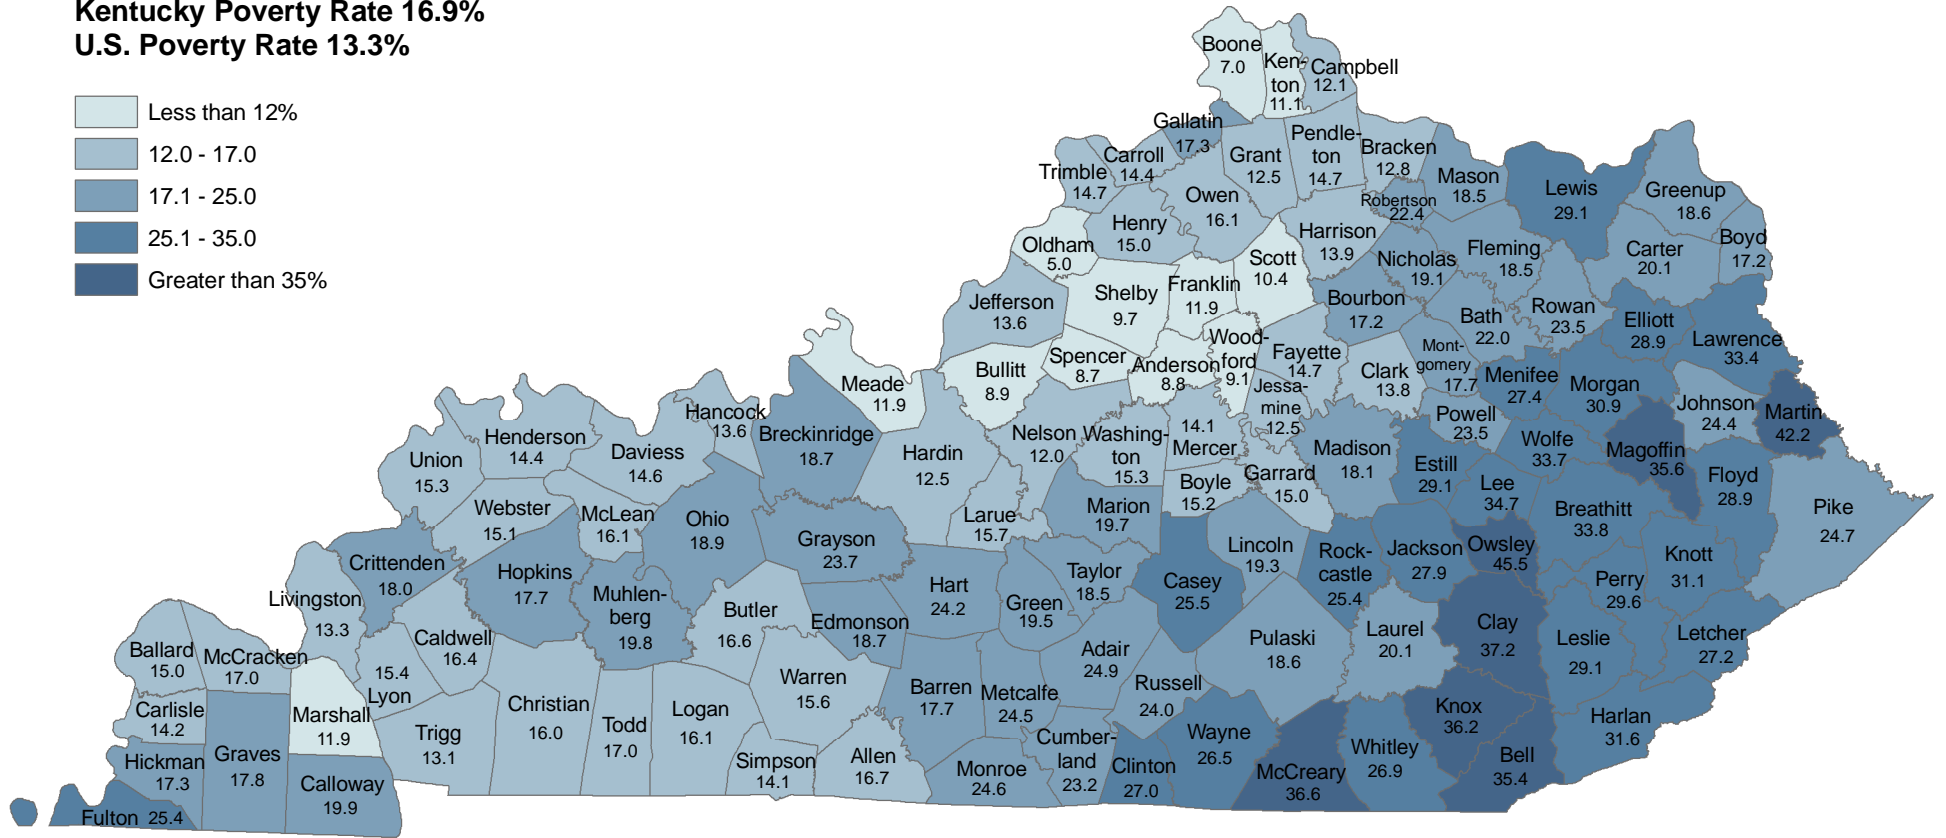 Kentucky Poverty Rate 16.9%
U.S. Poverty Rate 13.3%
Less than 12%
12.0 - 17.0
17.1 - 25.0
25.1 - 35.0
Greater than 35%
Boone
7.0
Ken-
ton
11.1
Campbell
12.1
Gallatin
17.3
Carroll
14.4
Trimble
14.7
Grant
12.5
Pendle-
ton
14.7
Bracken
12.8
Mason
18.5
Robertson
22.4
Lewis
29.1
Greenup
18.6
Owen
16.1
Henry
15.0
Oldham
5.0
Harrison
13.9
Nicholas
19.1
Fleming
18.5
Carter
20.1
Boyd
17.2
Scott
10.4
Franklin
11.9
Shelby
9.7
Jefferson
13.6
Bourbon
17.2
Bath
22.0
Rowan
23.5
Elliott
28.9
Lawrence
33.4
Wood-
ford
9.1
Fayette
14.7
Clark
13.8
Mont-
gomery
17.7
Menifee
27.4
Morgan
30.9
Johnson
24.4
Martin
42.2
Spencer
8.7
Anderson
8.8
Bullitt
8.9
Meade
11.9
Jessa-
mine
12.5
Powell
23.5
Wolfe
33.7
Magoffin
35.6
Floyd
28.9
Pike
24.7
Hancock
13.6
Breckinridge
18.7
Hardin
12.5
Nelson
12.0
Washing-
ton
15.3
14.1
Mercer
Garrard
15.0
Madison
18.1
Estill
29.1
Lee
34.7
Breathitt
33.8
Knott
31.1
Henderson
14.4
Daviess
14.6
Union
15.3
Webster
15.1
McLean
16.1
Ohio
18.9
Grayson
23.7
Larue
15.7
Marion
19.7
Boyle
15.2
Lincoln
19.3
Rock-
castle
25.4
Jackson
27.9
Owsley
45.5
Perry
29.6
Letcher
27.2
Crittenden
18.0
Hopkins
17.7
Muhlen-
berg
19.8
Butler
16.6
Edmonson
18.7
Hart
24.2
Green
19.5
Taylor
18.5
Casey
25.5
Pulaski
18.6
Laurel
20.1
Clay
37.2
Leslie
29.1
Harlan
31.6
Livingston
13.3
Caldwell
16.4
15.4
Lyon
Ballard
15.0
McCracken
17.0
Carlisle
14.2
Marshall
11.9
Trigg
13.1
Christian
16.0
Todd
17.0
Logan
16.1
Warren
15.6
Barren
17.7
Metcalfe
24.5
Adair
24.9
Russell
24.0
Wayne
26.5
McCreary
36.6
Whitley
26.9
Knox
36.2
Bell
35.4
Hickman
17.3
Graves
17.8
Calloway
19.9
Fulton 25.4
Simpson
14.1
Allen
16.7
Monroe
24.6
Cumber-
land
23.2
Clinton
27.0